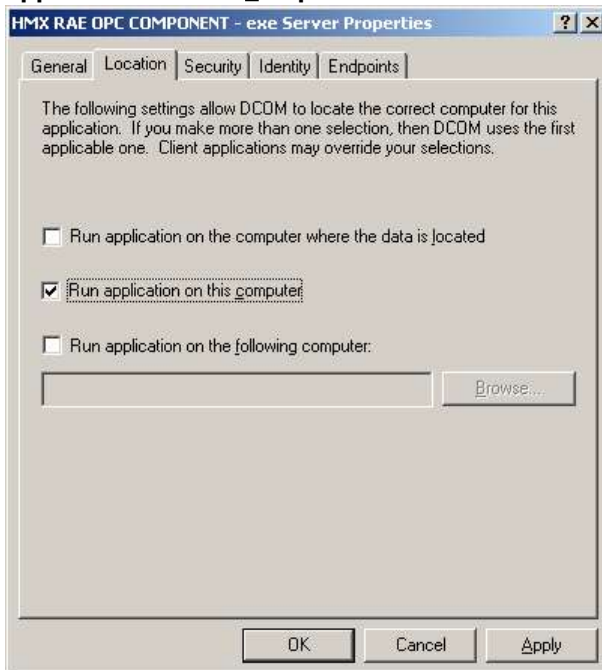 HMX RAE OPC COMPONENT - exe Server Properties
General Location Security Identity Endpoints
The following settings allow DCOM to locate the correct computer for this
application. If you make more than one selection, then DCOM uses the first
applicable one. Client applications may override your selections.
Run application on the computer where the data is located
Run application on this computer
Run application on the following computer:
Browse...
OK Cancel Apply